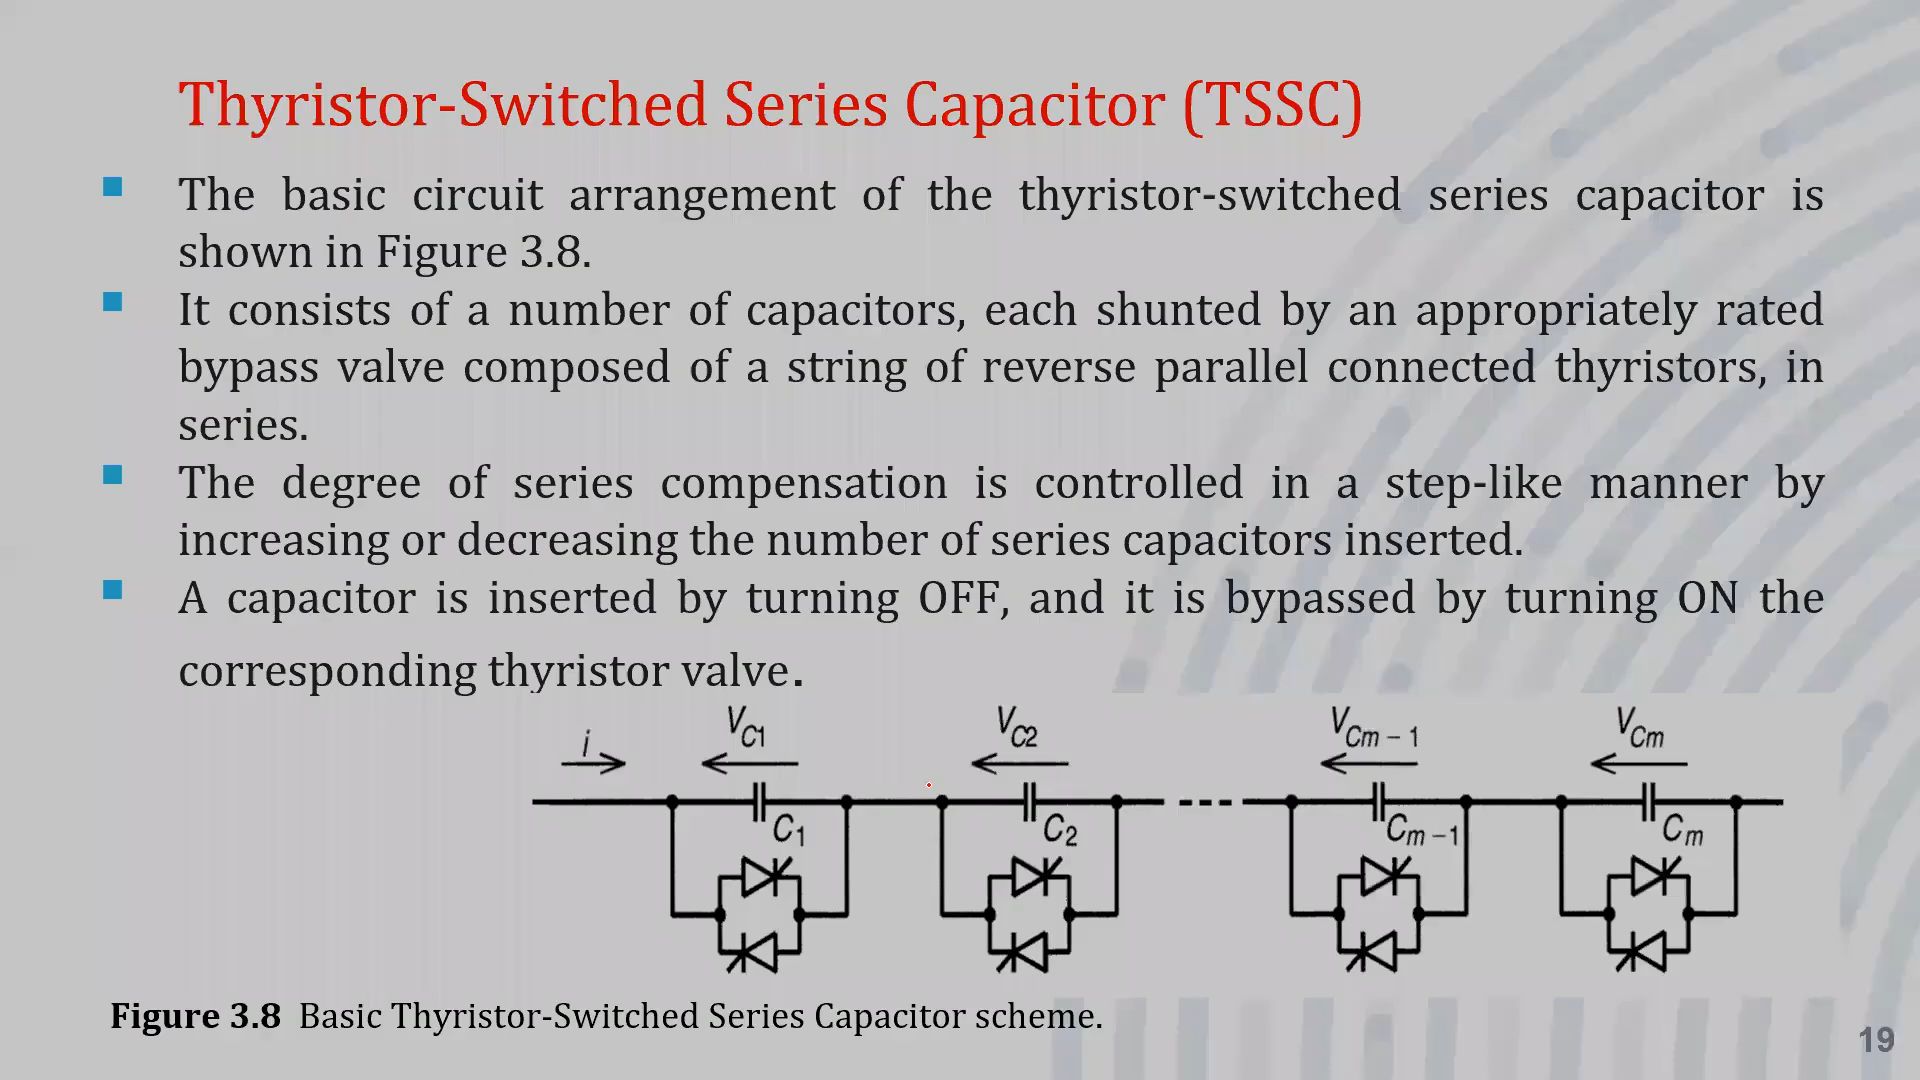 Thyristor-Switched Series Capacitor (TSSC)
The basic circuit arrangement of the thyristor-switched series capacitor is
shown in Figure 3.8.
It consists of a number of capacitors, each shunted by an appropriately rated
bypass valve composed of a string of reverse parallel connected thyristors, in
series.
The degree of series compensation is controlled in a step-like manner by
increasing or decreasing the number of series capacitors inserted.
A capacitor is inserted by turning OFF, and it is bypassed by turning ON the
corresponding thyristor valve.
i VC1 VC2 VCm – 1 VCm
C1 C2 Cm –1 Cm
Figure 3.8 Basic Thyristor-Switched Series Capacitor scheme.
19